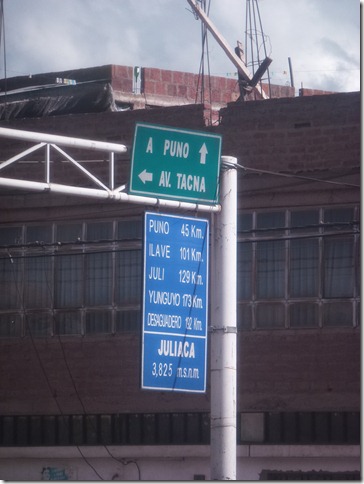 A PUNO
AV. TACNA
PUNO 45 Km.
ILAVE 101 Km.
JULI 129 Km.
YUNGUYO 173 Km.
DESAGUADERO 192 Km.
JULIACA
3,825 m.s.n.m.